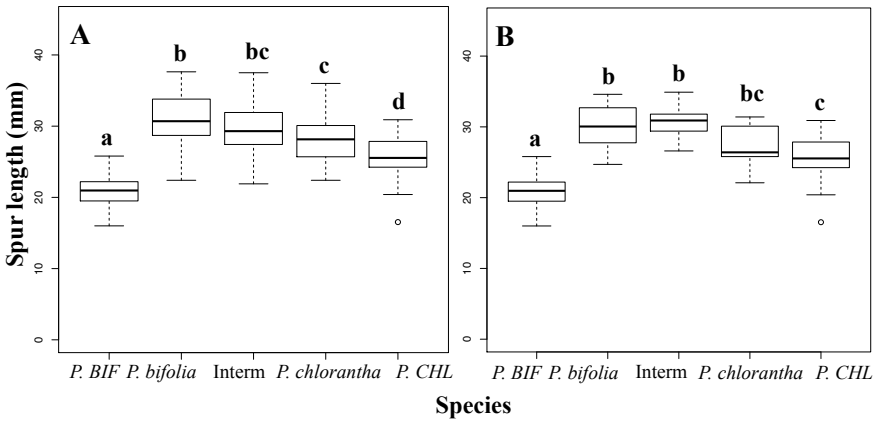 A
B
Spur length (mm)
40
30
20
10
0
a
b
bc
c
d
40
30
20
10
0
a
b
b
bc
c
P. BIF P. bifolia Interm P. chlorantha P. CHL
P. BIF P. bifolia Interm P. chlorantha P. CHL
Species